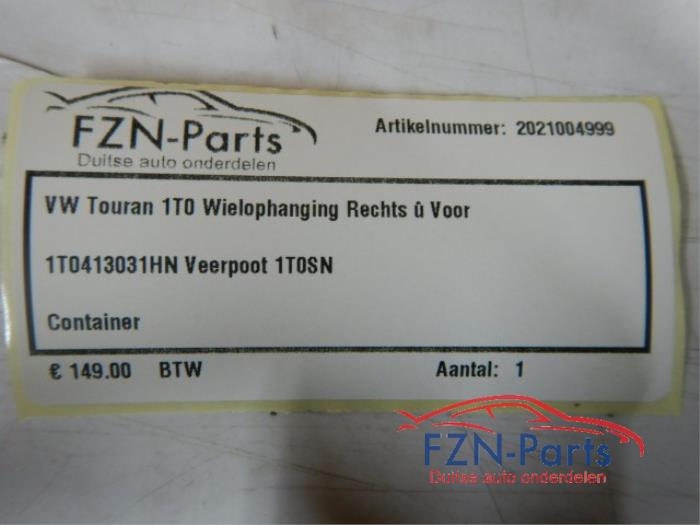 FZN-Parts
Duitse auto onderdelen
Artikelnummer: 2021004999
VW Touran 1T0 Wielophanging Rechts û Voor
1T0413031HN Veerpoot 1T0SN
Container
€ 149.00 BTW Aantal: 1
FZN-Parts
Duitse auto onderdelen